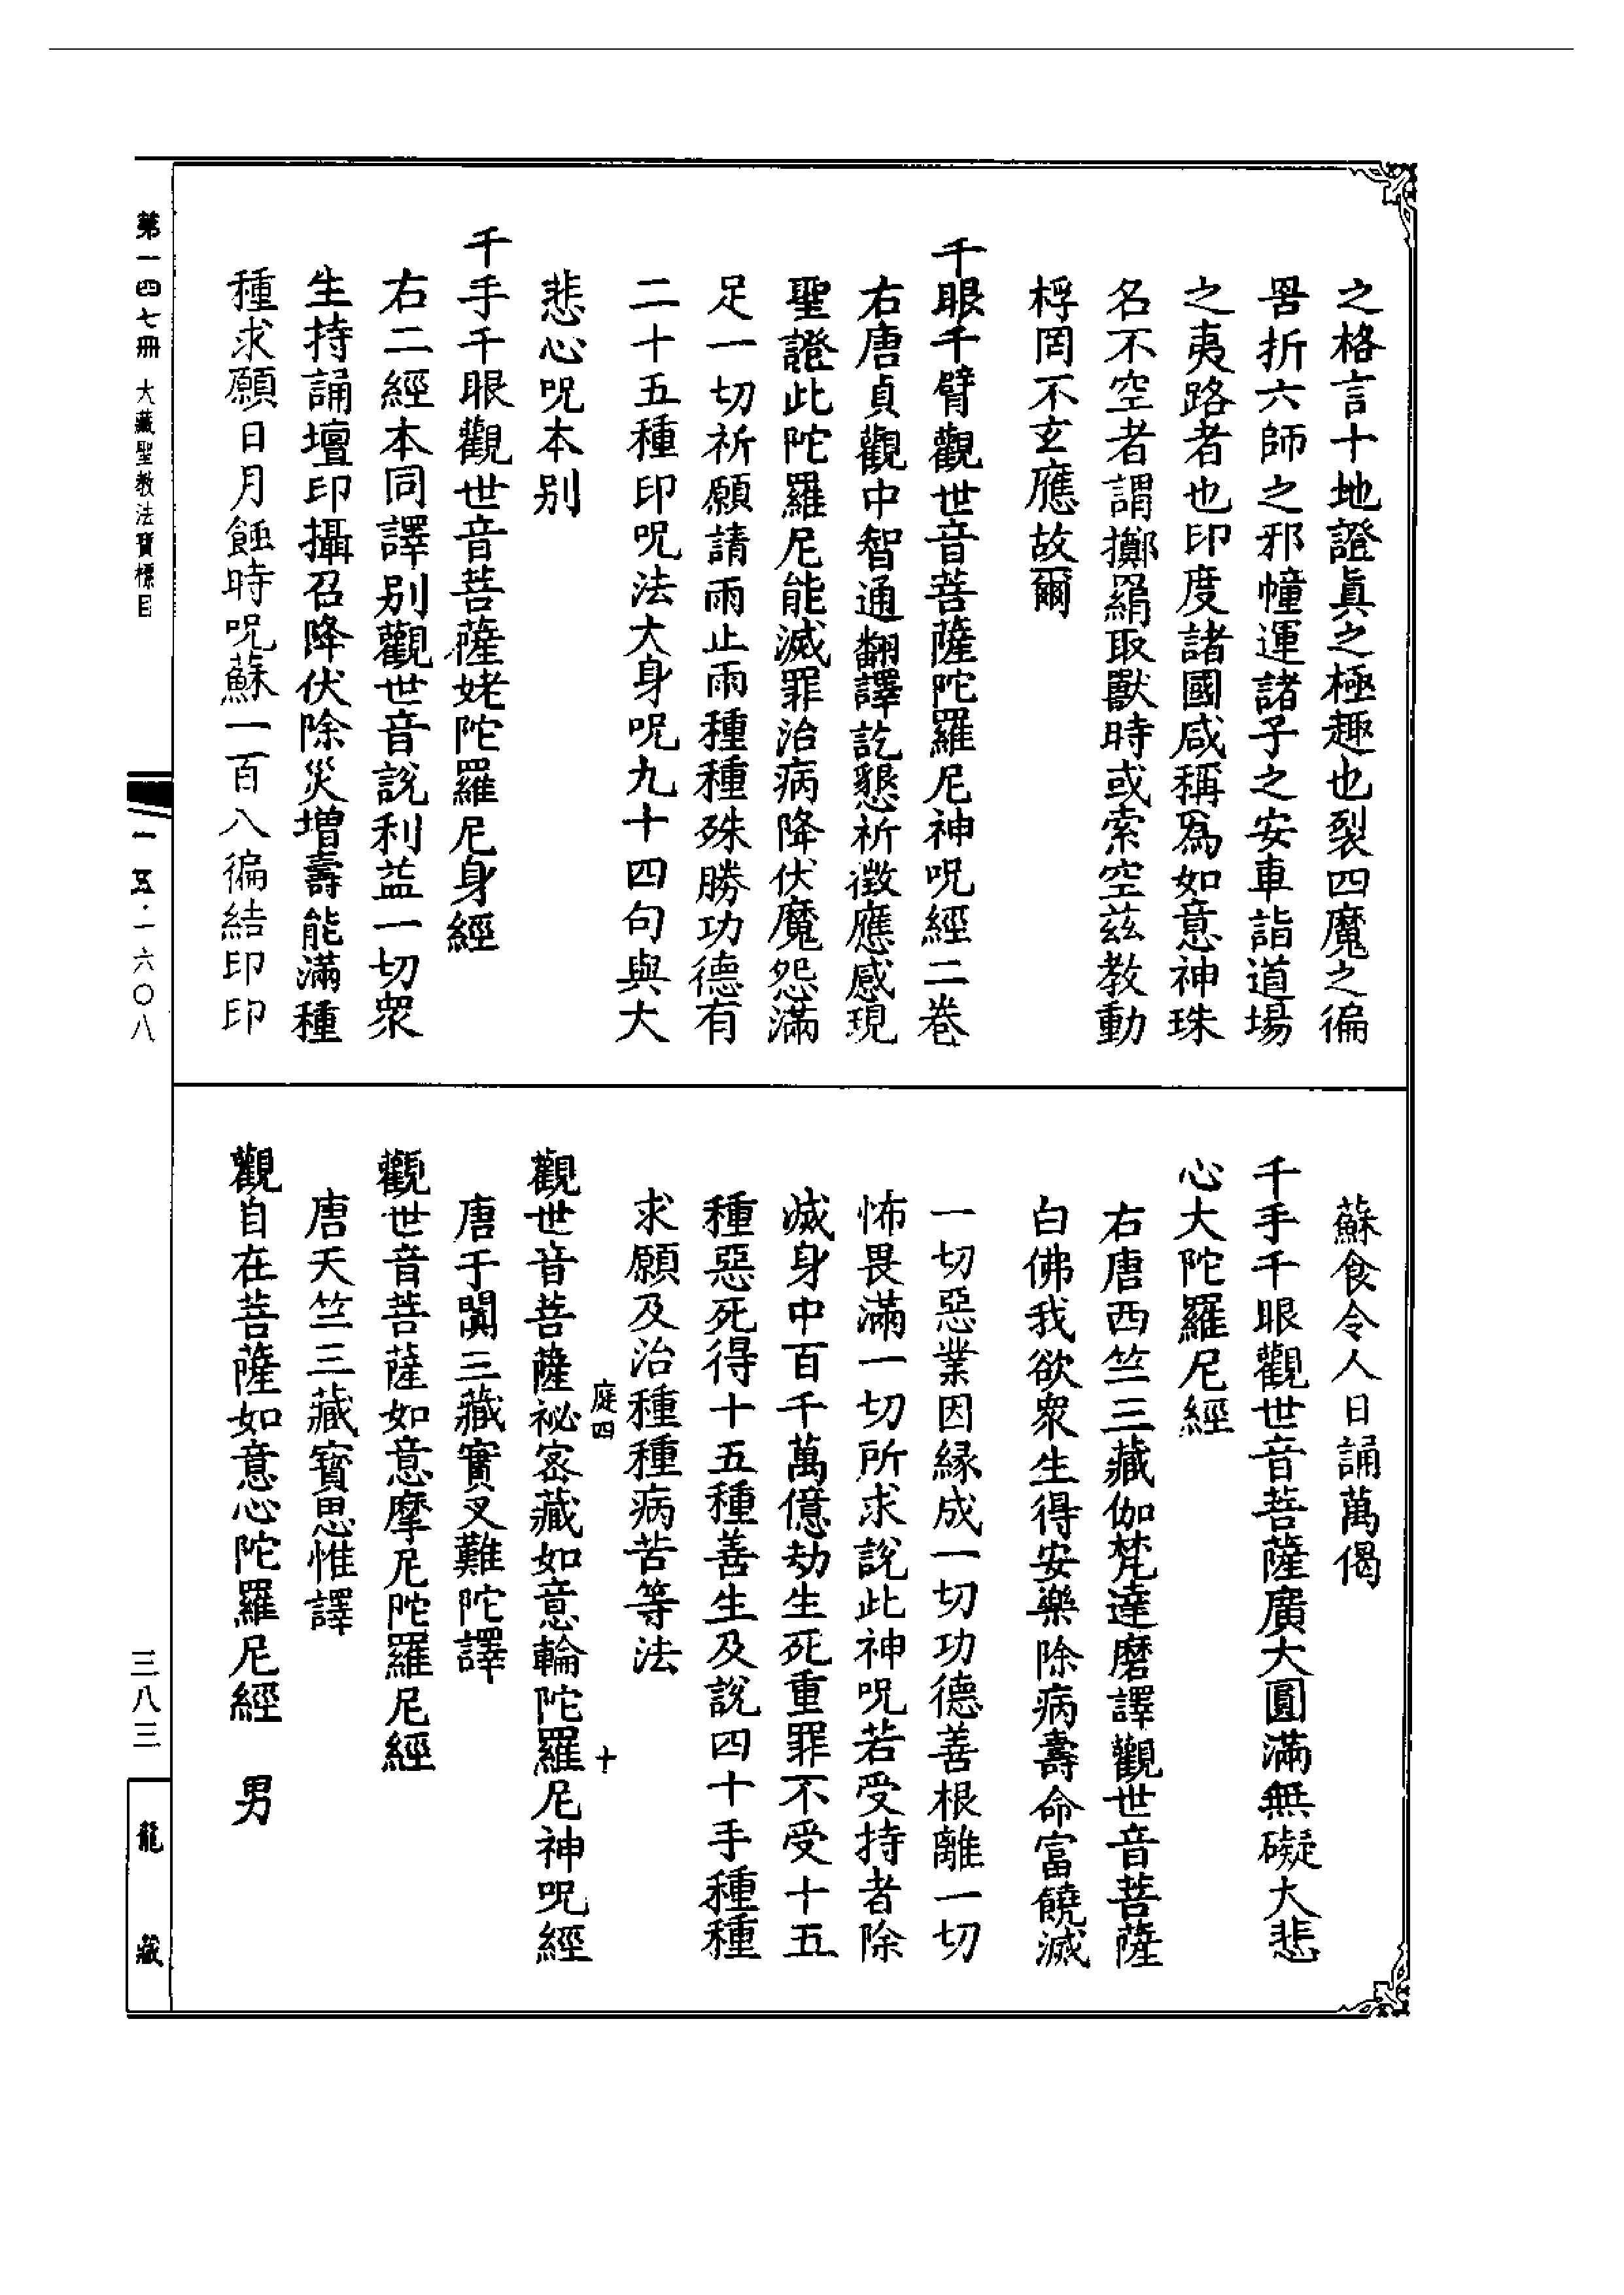 之格言十地證眞之極趣也裂四魔之徧
罟折六師之邪幢運諸子之安車詣道場
之夷路者也印度諸國咸稱爲如意神珠
名不空者謂擲羂取獸時或索空茲教動
桴罔不玄應故爾
千眼千臂觀世音菩薩陀羅尼神呪經二卷
右唐貞觀中智通翻譯訖懇祈徵應感現
聖證此陀羅尼能滅罪治病降伏魔怨滿
足一切祈願請雨止雨種種殊勝功德有
二十五種印呪法大身呪九十四句與大
悲心呪本别
千手千眼觀世音菩薩姥陀羅尼身經
右二經本同譯别觀世音說利益一切衆
生持誦壇印攝召降伏除災增壽能滿種
種求願日月蝕時呪蘇一百八徧結印印
蘇食令人日誦萬偈
千手千眼觀世音菩薩廣大圓滿無礙大悲
心大陀羅尼經
右唐西竺三藏伽梵達磨譯觀世音菩薩
白佛我欲衆生得安樂除病壽命富饒滅
一切惡業因緣成一切功德善根離一切
怖畏滿一切所求說此神呪若受持者除
滅身中百千萬億劫生死重罪不受十五
種惡死得十五種善生及說四十手種種
求願及治種種病苦等法
庭四 十
觀世音菩薩祕密藏如意輪陀羅尼神呪經
唐于闐三藏實叉難陀譯
觀世音菩薩如意摩尼陀羅尼經
唐天竺三藏寶思惟譯
觀自在菩薩如意心陀羅尼經 男
第一四七冊 大藏聖教法寶標目
一五·一六〇八
三八三
龍藏